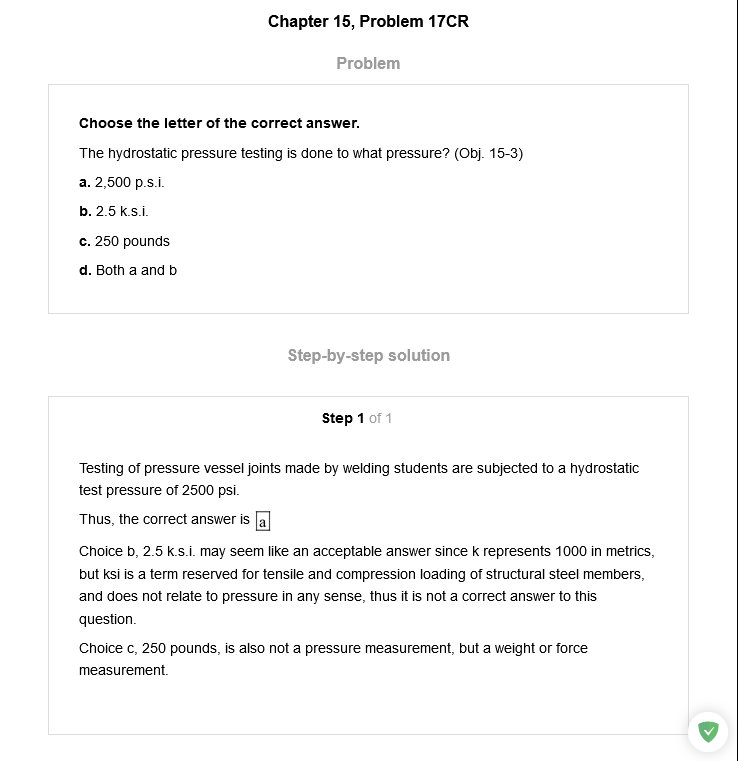 Chapter 15, Problem 17CR
Problem
Choose the letter of the correct answer.
The hydrostatic pressure testing is done to what pressure? (Obj. 15-3)
a. 2,500 p.s.i.
b. 2.5 k.s.i.
c. 250 pounds
d. Both a and b
Step-by-step solution
Step 1 of 1
Testing of pressure vessel joints made by welding students are subjected to a hydrostatic
test pressure of 2500 psi.
Thus, the correct answer is a
Choice b, 2.5 k.s.i. may seem like an acceptable answer since k represents 1000 in metrics,
but ksi is a term reserved for tensile and compression loading of structural steel members,
and does not relate to pressure in any sense, thus it is not a correct answer to this
question.
Choice c, 250 pounds, is also not a pressure measurement, but a weight or force
measurement.